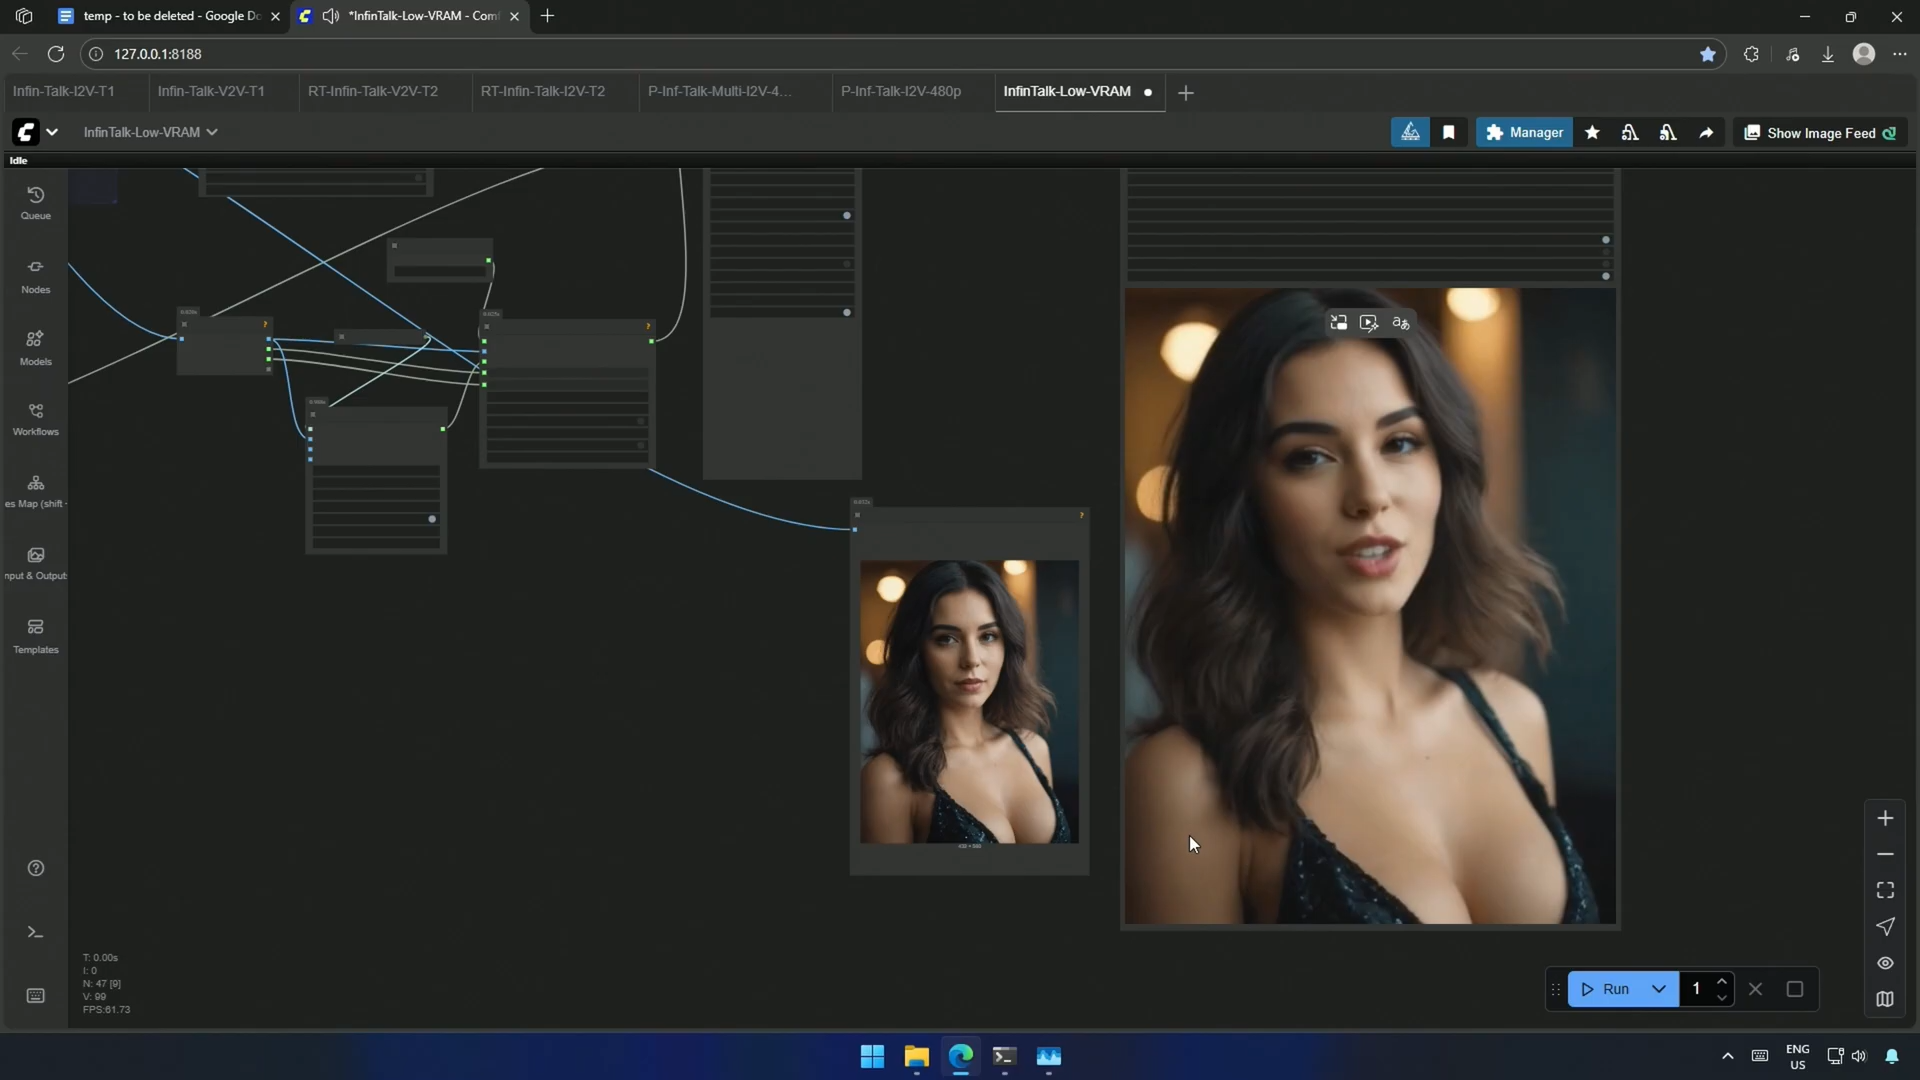 temp - to be deleted - Google Do
*InfinTalk-Low-VRAM - Com
127.0.0.1:8188
Infin-Talk-I2V-T1
Infin-Talk-V2V-T1
RT-Infin-Talk-V2V-T2
RT-Infin-Talk-I2V-T2
P-Inf-Talk-Multi-I2V-4...
P-Inf-Talk-I2V-480p
InfinTalk-Low-VRAM
InfinTalk-Low-VRAM
Manager
Show Image Feed
Idle
Queue
Nodes
Models
Workflows
es Map (shift +
nput & Output
Templates
T: 0.00s
I: 0
N: 47 [9]
V: 99
FPS:61.73
Run
1
ENG
US